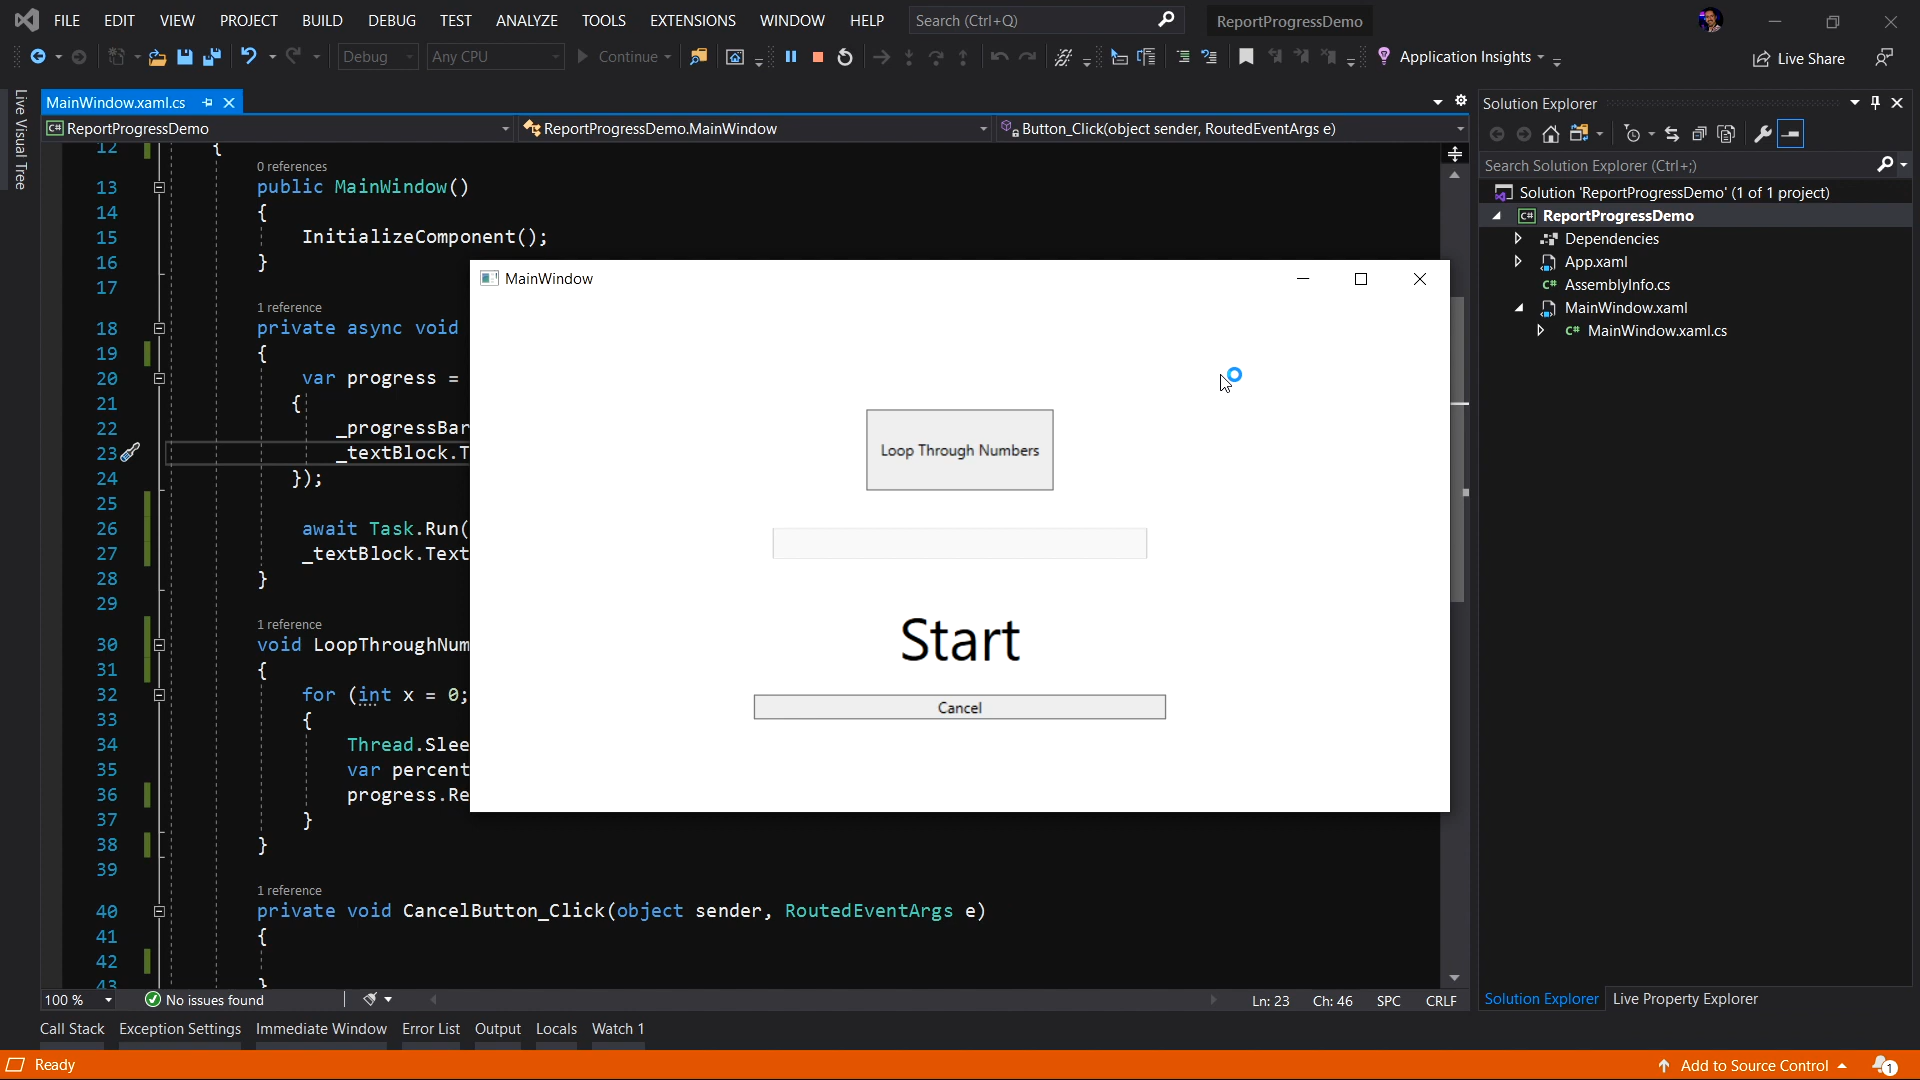 FILE EDIT VIEW PROJECT BUILD DEBUG TEST ANALYZE TOOLS EXTENSIONS WINDOW HELP Search (Ctrl+Q) ReportProgressDemo
Debug Any CPU Continue Application Insights Live Share
Live Visual Tree
MainWindow.xaml.cs
C# ReportProgressDemo ReportProgressDemo.MainWindow Button_Click(object sender, RoutedEventArgs e)
12 {
0 references
13 public MainWindow()
14 {
15 InitializeComponent();
16 }
17
1 reference
18 private async void
19 {
20 var progress =
21 {
22 _progressBar
23 _textBlock.T
24 });
25
26 await Task.Run(
27 _textBlock.Text
28 }
29
1 reference
30 void LoopThroughNum
31 {
32 for (int x = 0;
33 {
34 Thread.Slee
35 var percent
36 progress.Re
37 }
38 }
39
1 reference
40 private void CancelButton_Click(object sender, RoutedEventArgs e)
41 {
42
43 }
MainWindow
Loop Through Numbers
Start
Cancel
Solution Explorer
Search Solution Explorer (Ctrl+;)
Solution 'ReportProgressDemo' (1 of 1 project)
C# ReportProgressDemo
Dependencies
App.xaml
C# AssemblyInfo.cs
MainWindow.xaml
C# MainWindow.xaml.cs
100 % No issues found Ln: 23 Ch: 46 SPC CRLF
Solution Explorer Live Property Explorer
Call Stack Exception Settings Immediate Window Error List Output Locals Watch 1
Ready Add to Source Control 1